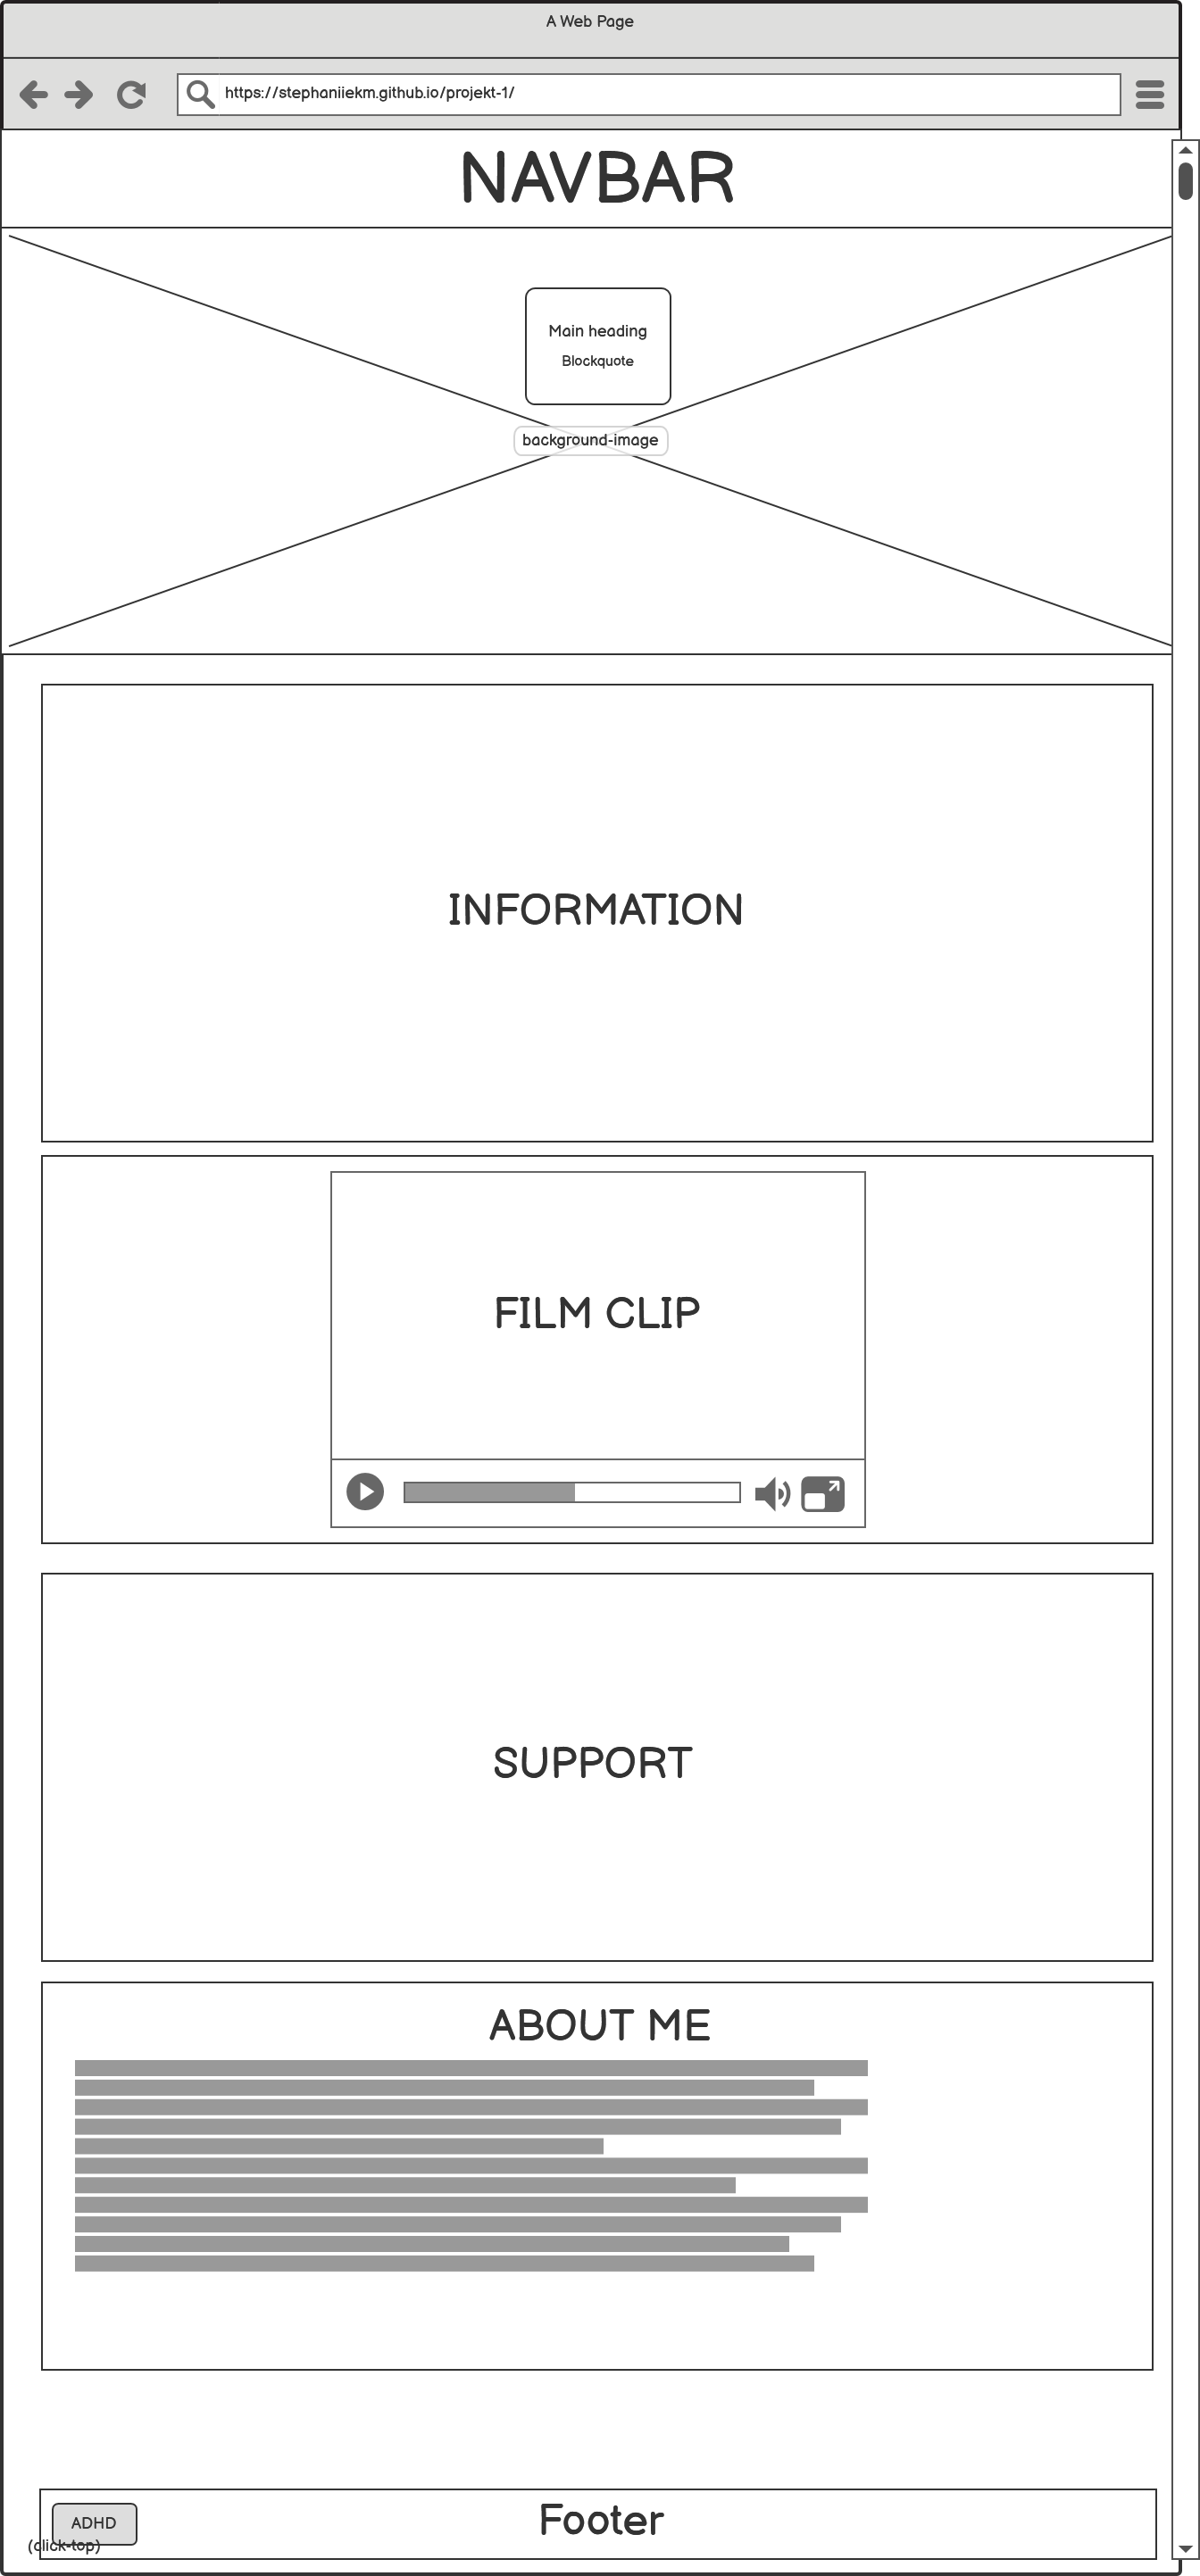 A Web Page
https://stephaniiekm.github.io/projekt-1/
NAVBAR
Main heading
Blockquote
background-image
INFORMATION
FILM CLIP
SUPPORT
ABOUT ME
Footer
ADHD
(click-top)